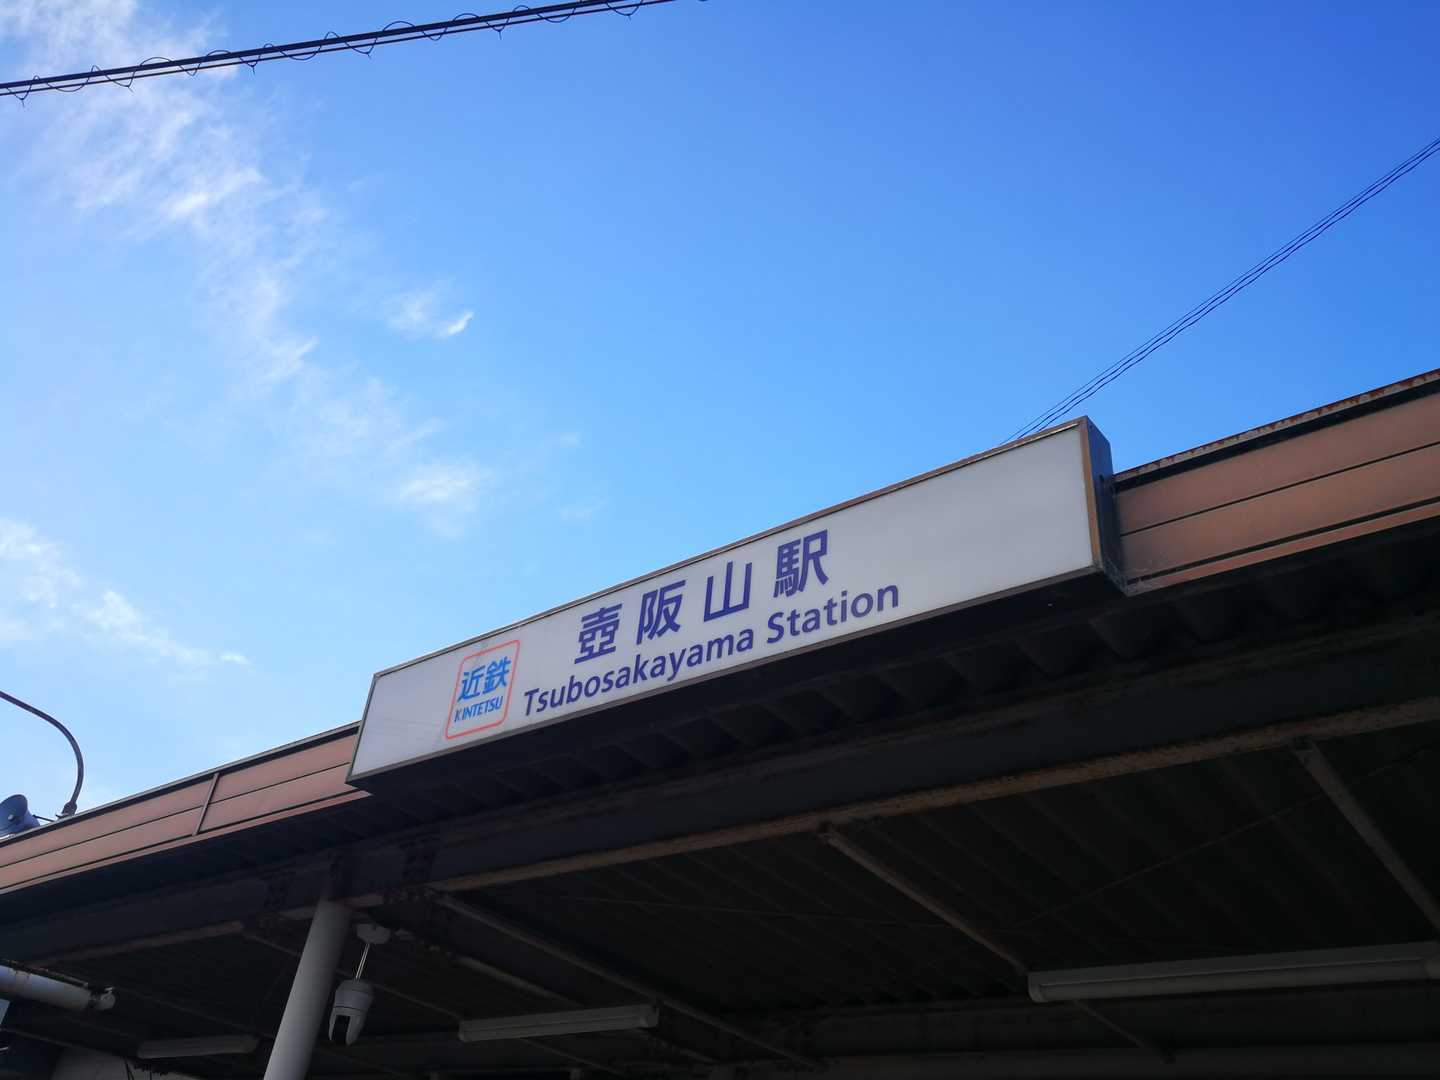 近鉄
KINTETSU
壺阪山駅
Tsubosakayama Station